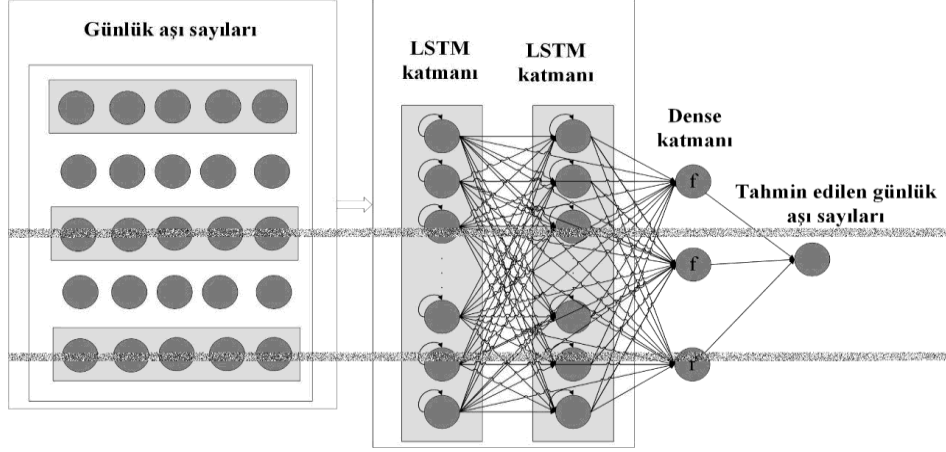 Günlük aşı sayıları
LSTM
katmanı
LSTM
katmanı
Dense
katmanı
f
f
Tahmin edilen günlük
aşı sayıları